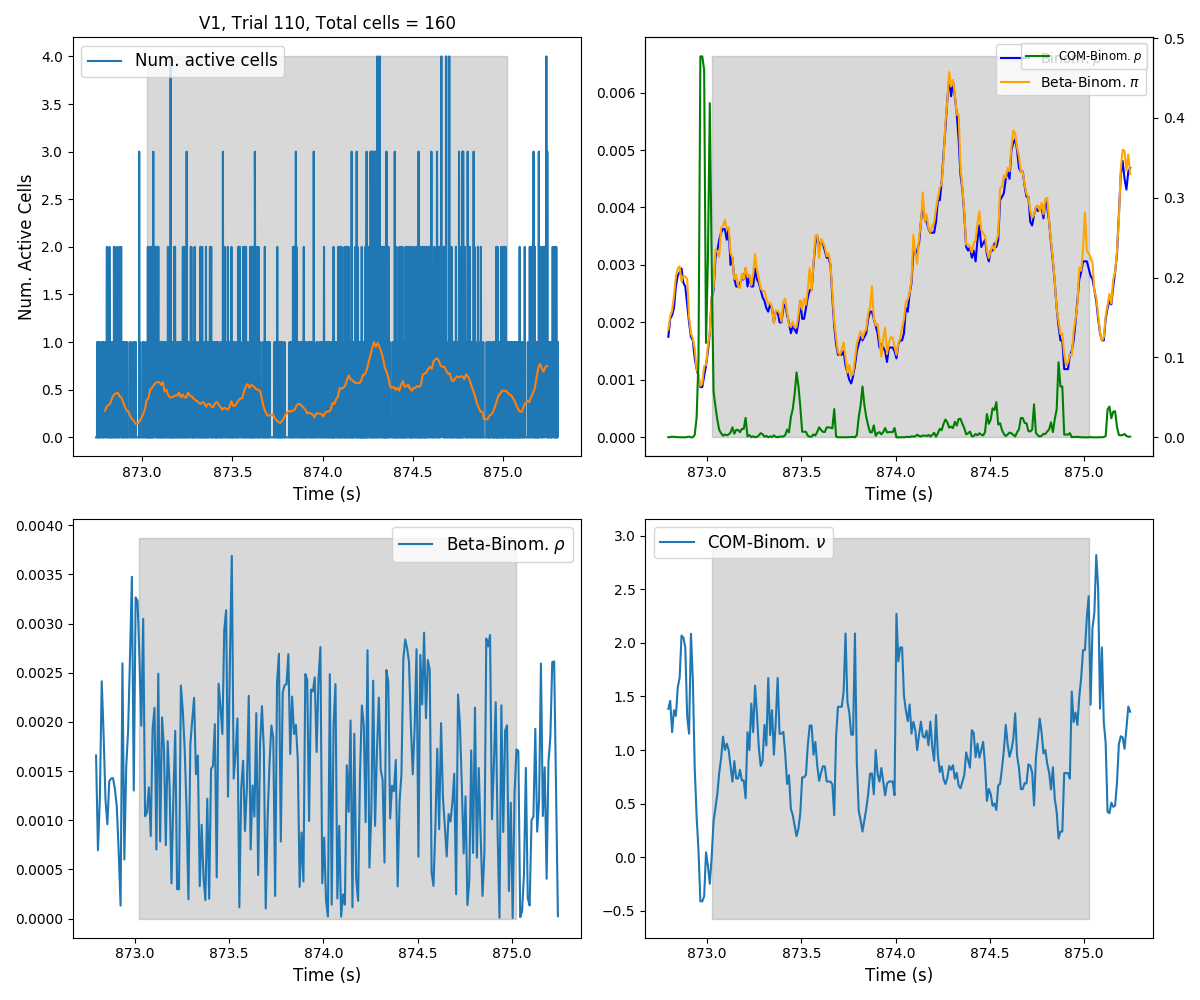 V1, Trial 110, Total cells = 160
Num. active cells
Num. Active Cells
4.0
3.5
3.0
2.5
2.0
1.5
1.0
0.5
0.0
873.0 873.5 874.0 874.5 875.0
Time (s)
COM-Binom. p
Beta-Binom. π
0.006
0.005
0.004
0.003
0.002
0.001
0.000
0.5
0.4
0.3
0.2
0.1
0.0
873.0 873.5 874.0 874.5 875.0
Time (s)
Beta-Binom. ρ
0.0040
0.0035
0.0030
0.0025
0.0020
0.0015
0.0010
0.0005
0.0000
873.0 873.5 874.0 874.5 875.0
Time (s)
COM-Binom. ν
3.0
2.5
2.0
1.5
1.0
0.5
0.0
−0.5
873.0 873.5 874.0 874.5 875.0
Time (s)